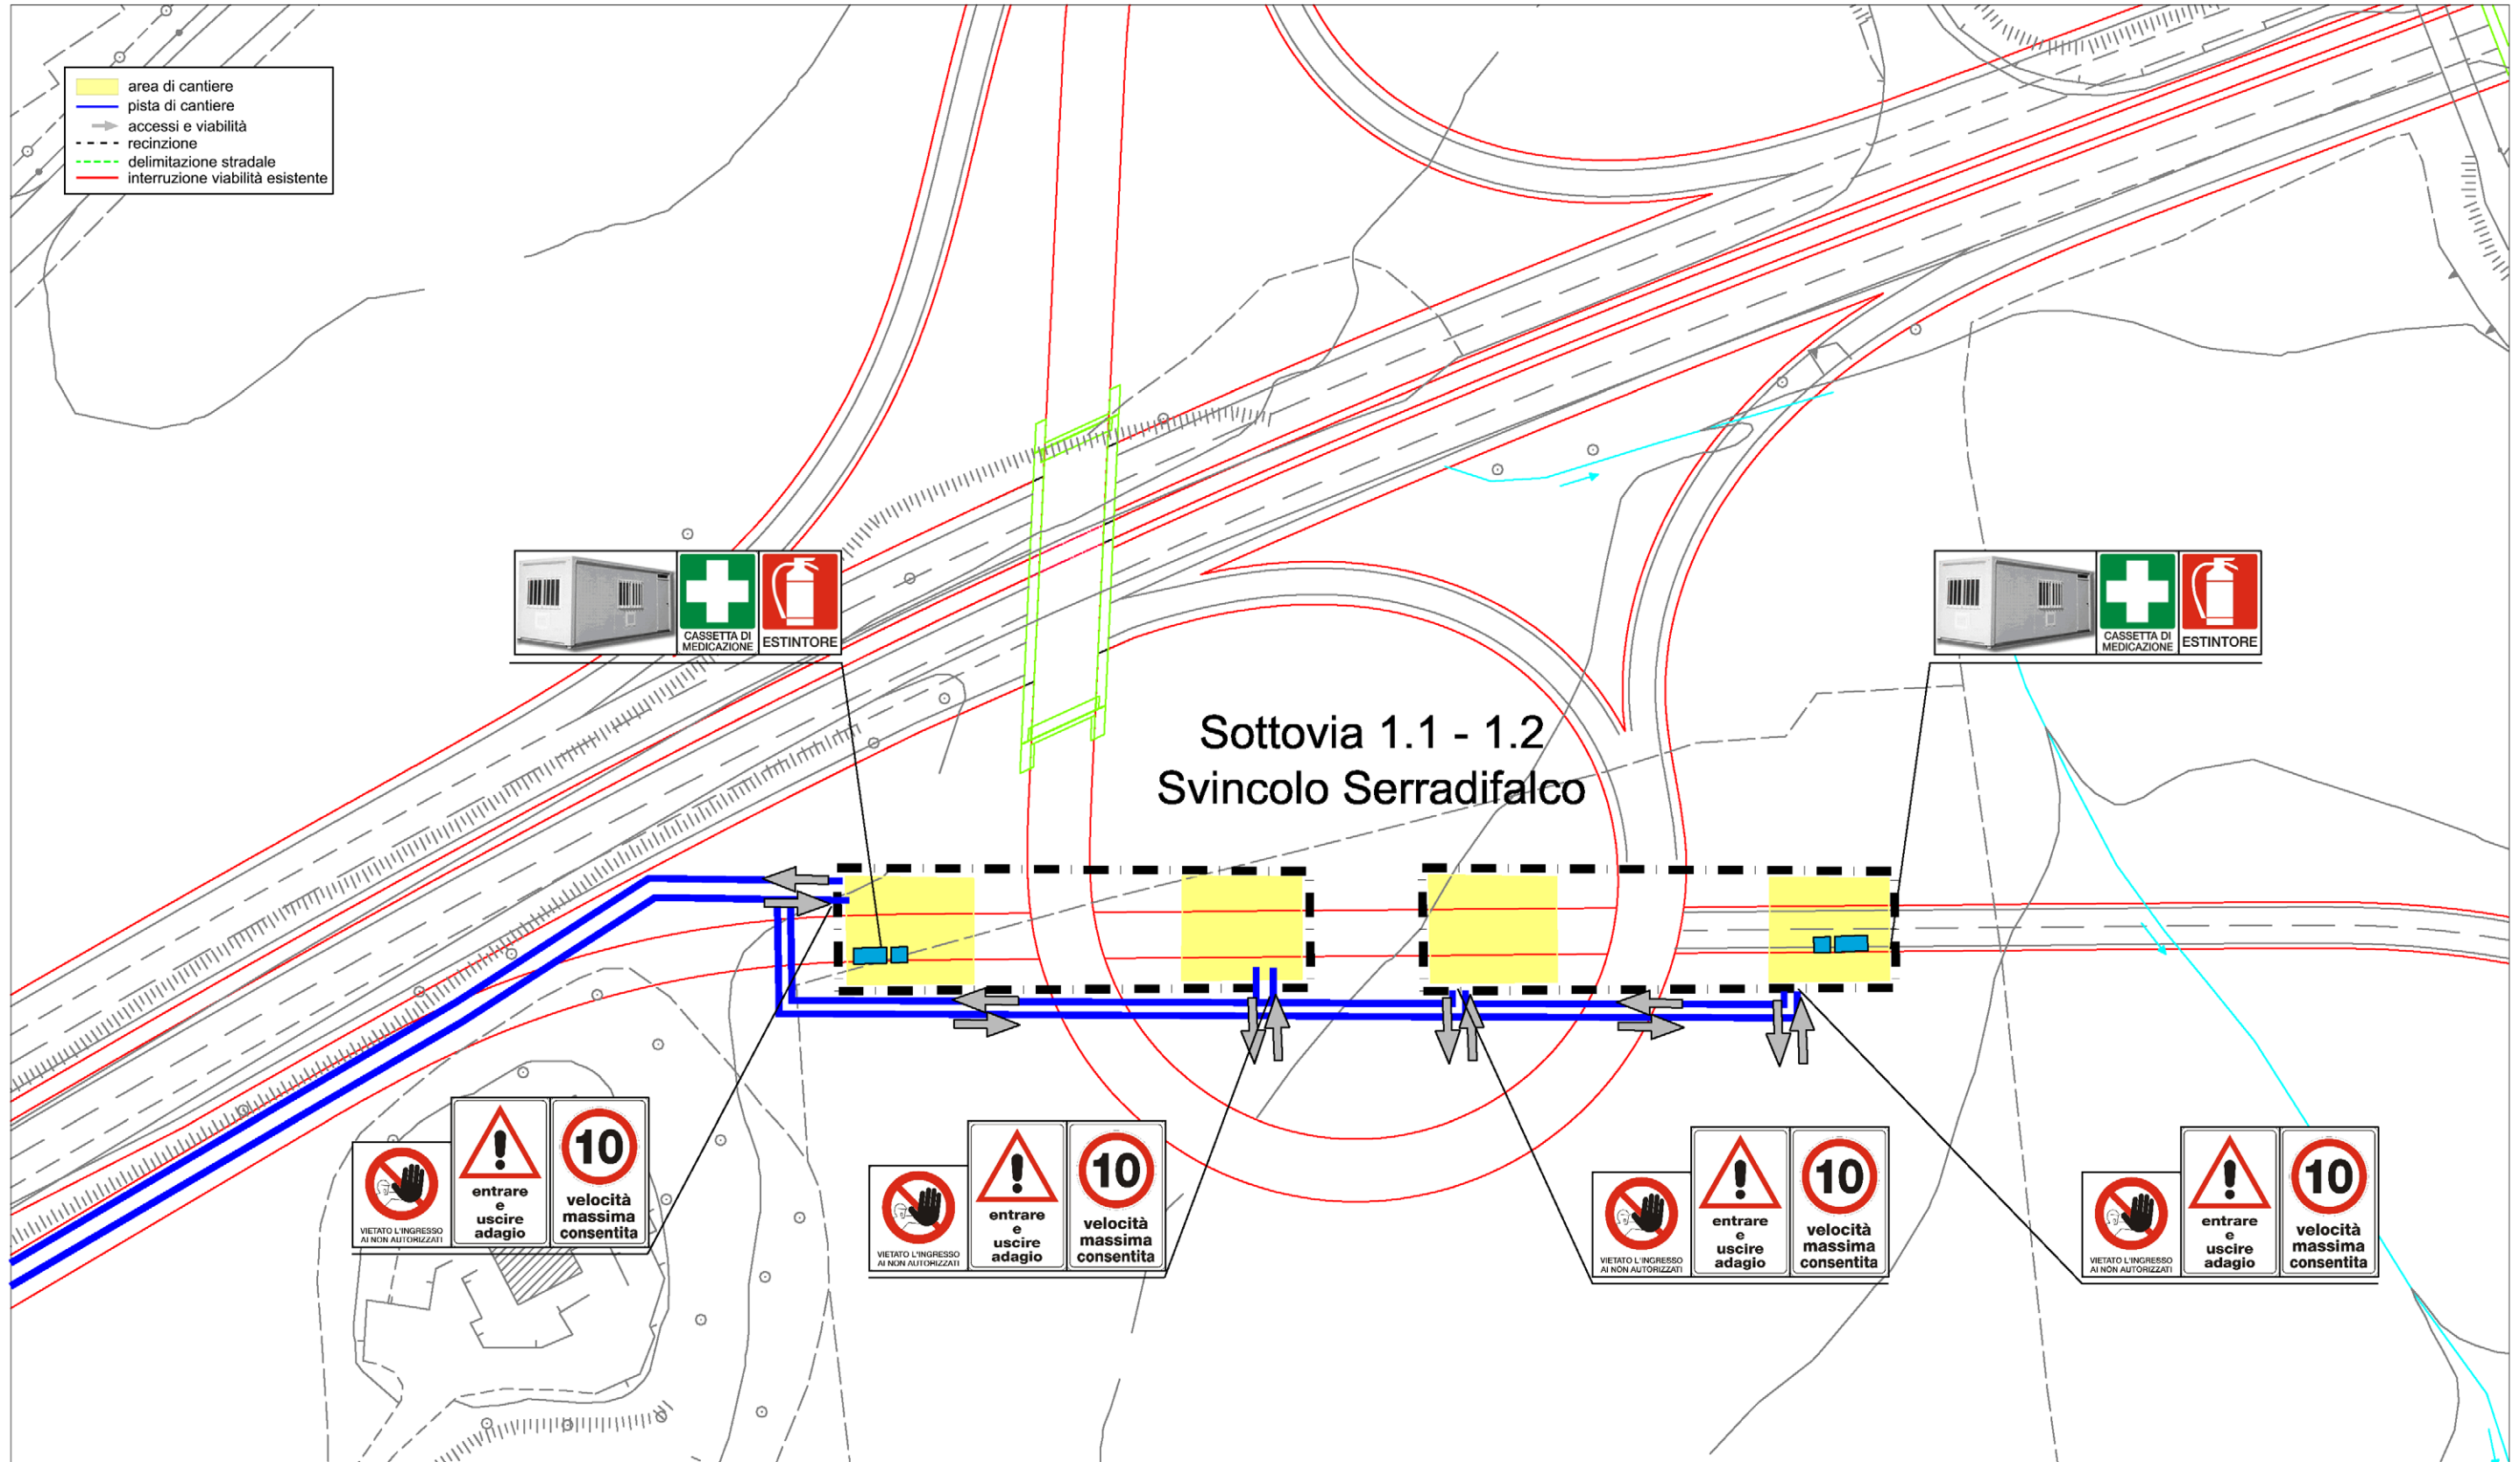 area di cantiere
pista di cantiere
accessi e viabilità
recinzione
delimitazione stradale
interruzione viabilità esistente
CASSETTA DI
MEDICAZIONE
ESTINTORE
CASSETTA DI
MEDICAZIONE
ESTINTORE
Sottovia 1.1 - 1.2
Svincolo Serradifalco
VIETATO L'INGRESSO
AI NON AUTORIZZATI
entrare
e
uscire
adagio
10
velocità
massima
consentita
VIETATO L'INGRESSO
AI NON AUTORIZZATI
entrare
e
uscire
adagio
10
velocità
massima
consentita
VIETATO L'INGRESSO
AI NON AUTORIZZATI
entrare
e
uscire
adagio
10
velocità
massima
consentita
VIETATO L'INGRESSO
AI NON AUTORIZZATI
entrare
e
uscire
adagio
10
velocità
massima
consentita